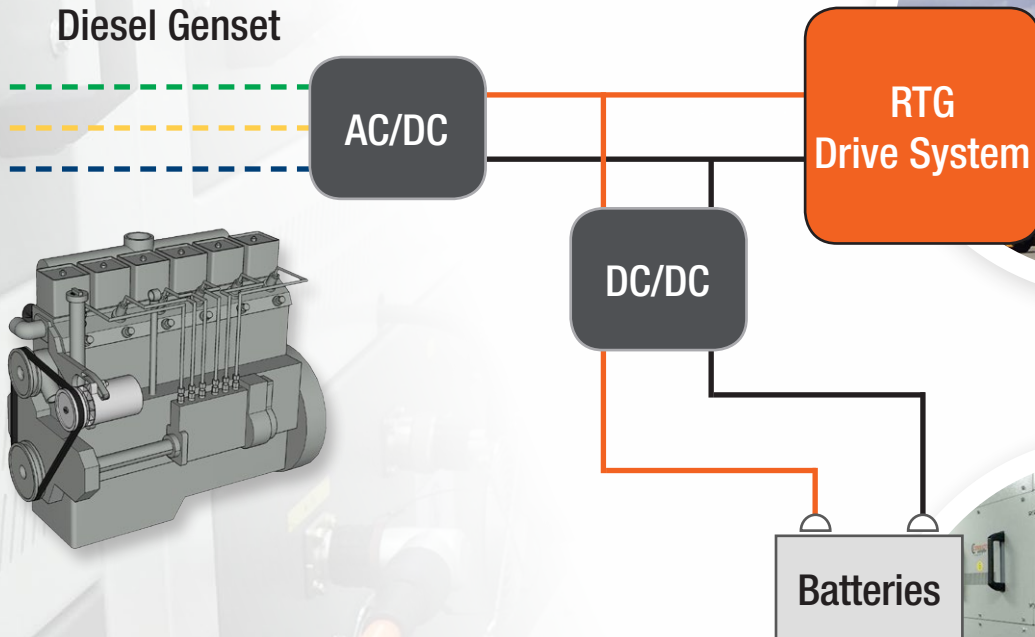 Diesel Genset
AC/DC
RTG
Drive System
DC/DC
Batteries